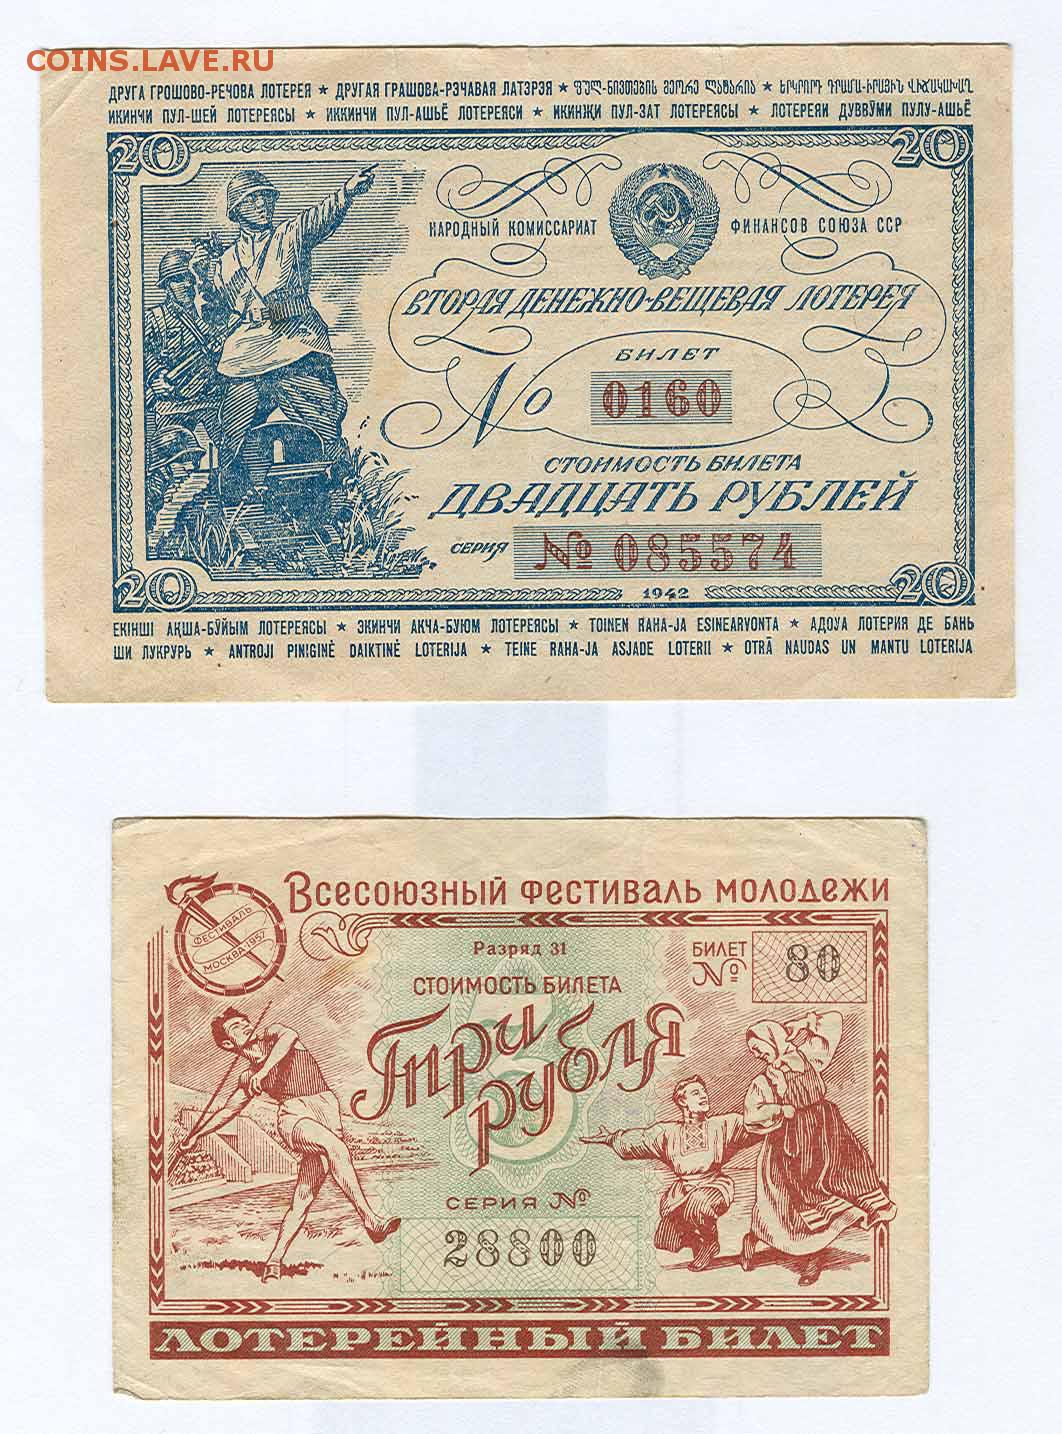 COINS.LAVE.RU
ДРУГА ГРОШОВО-РЕЧОВА ЛОТЕРЕЯ ★ ДРУГАЯ ГРАШОВА-РЭЧАВАЯ ЛАТЭРЭЯ ★ ՓՈՒԼ-
ИКИНЧИ ПУЛ-ШЕЙ ЛОТЕРЕЯСЫ ★ ИККИНЧИ ПУЛ-АШЬЁ ЛОТЕРЕЯСИ ★ ИКИНҖИ ПУЛ-ЗАТ ЛОТЕРЕЯСЫ ★ ЛОТЕРЕЯИ ДУВВӮМИ ПУЛУ-АШЬЁ
20 20
НАРОДНЫЙ КОМИССАРИАТ ФИНАНСОВ СОЮЗА ССР
ВТОРАЯ ДЕНЕЖНО-ВЕЩЕВАЯ ЛОТЕРЕЯ
БИЛЕТ
№ 0160
СТОИМОСТЬ БИЛЕТА
ДВАДЦАТЬ РУБЛЕЙ
СЕРИЯ № 085574
20 1942 20
ЕКІНШІ АҚША-БҰЙЫМ ЛОТЕРЕЯСЫ ★ ЭКИНЧИ АКЧА-БУЮМ ЛОТЕРЕЯСЫ ★ TOINEN RAHA-JA ESINEARVONTA ★ АДОУА ЛОТЕРИЯ ДЕ БАНЬ
ШИ ЛУКРУРЬ ★ ANTROJI PINIGINĖ DAIKTINĖ LOTERIJA ★ TEINE RAHA-JA ASJADE LOTERII ★ OTRĀ NAUDAS UN MANTU LOTERIJA
ВСЕСОЮЗНЫЙ ФЕСТИВАЛЬ МОЛОДЕЖИ
ФЕСТИВАЛЬ
МОСКВА 1957
Разряд 31
БИЛЕТ
№ 80
СТОИМОСТЬ БИЛЕТА
3
Три
рубля
СЕРИЯ №
28800
ЛОТЕРЕЙНЫЙ БИЛЕТ